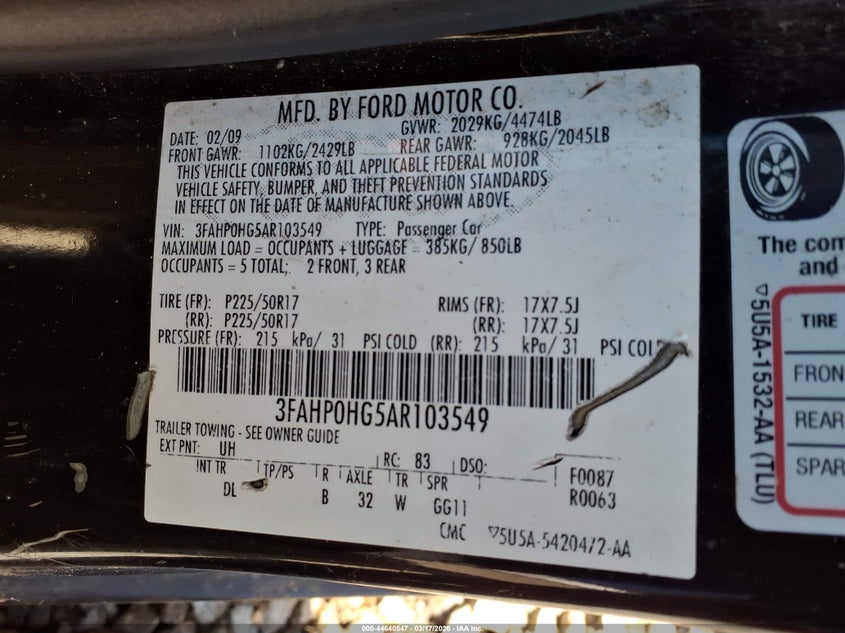 MFD. BY FORD MOTOR CO.
DATE: 02/09 GVWR: 2029KG/4474LB
FRONT GAWR: 1102KG/2429LB REAR GAWR: 928KG/2045LB
THIS VEHICLE CONFORMS TO ALL APPLICABLE FEDERAL MOTOR
VEHICLE SAFETY, BUMPER, AND THEFT PREVENTION STANDARDS
IN EFFECT ON THE DATE OF MANUFACTURE SHOWN ABOVE.
VIN: 3FAHP0HG5AR103549 TYPE: Passenger Car
MAXIMUM LOAD = OCCUPANTS + LUGGAGE = 385KG/ 850LB
OCCUPANTS = 5 TOTAL; 2 FRONT, 3 REAR
TIRE (FR): P225/50R17 RIMS (FR): 17X7.5J
(RR): P225/50R17 (RR): 17X7.5J
PRESSURE (FR): 215 kPa/ 31 PSI COLD (RR): 215 kPa/ 31 PSI COL
3FAHP0HG5AR103549
TRAILER TOWING - SEE OWNER GUIDE
EXT PNT: UH RC: 83 DSO: F0087
INT TR TP/PS R AXLE TR SPR R0063
DL B 32 W GG11
CMC ▽5U5A-5420472-AA
The com
and
▽5U5A-1532-AA (TLU)
TIRE
FRON
REAR
SPAR
000-44640547 - 03/17/2026 - IAA Inc.